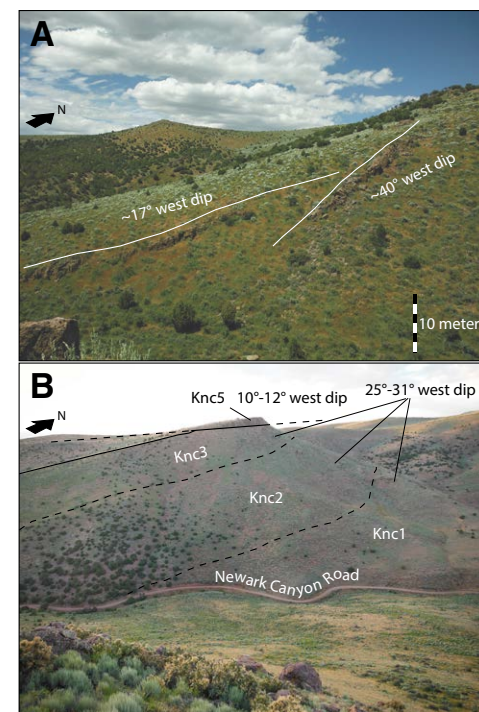 A
N
~17° west dip
~40° west dip
10 meter
B
Knc5 10°-12° west dip
25°-31° west dip
N
Knc3
Knc2
Knc1
Newark Canyon Road